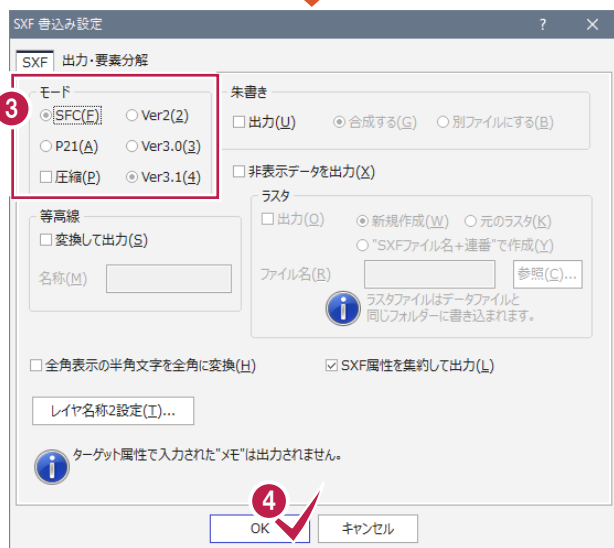 SXF 書込み設定 ? ×
SXF 出力・要素分解
3
モード
SFC(F) Ver2(2)
P21(A) Ver3.0(3)
圧縮(P) Ver3.1(4)
朱書き
出力(U) 合成する(G) 別ファイルにする(B)
非表示データを出力(X)
等高線
変換して出力(S)
名称(M)
ラスタ
出力(O) 新規作成(W) 元のラスタ(K)
"SXFファイル名+連番"で作成(Y)
ファイル名(R) 参照(C)...
ラスタファイルはデータファイルと
同じフォルダーに書き込まれます。
全角表示の半角文字を全角に変換(H) SXF属性を集約して出力(L)
レイヤ名称2設定(T)...
ターゲット属性で入力された"メモ"は出力されません。
4
OK キャンセル